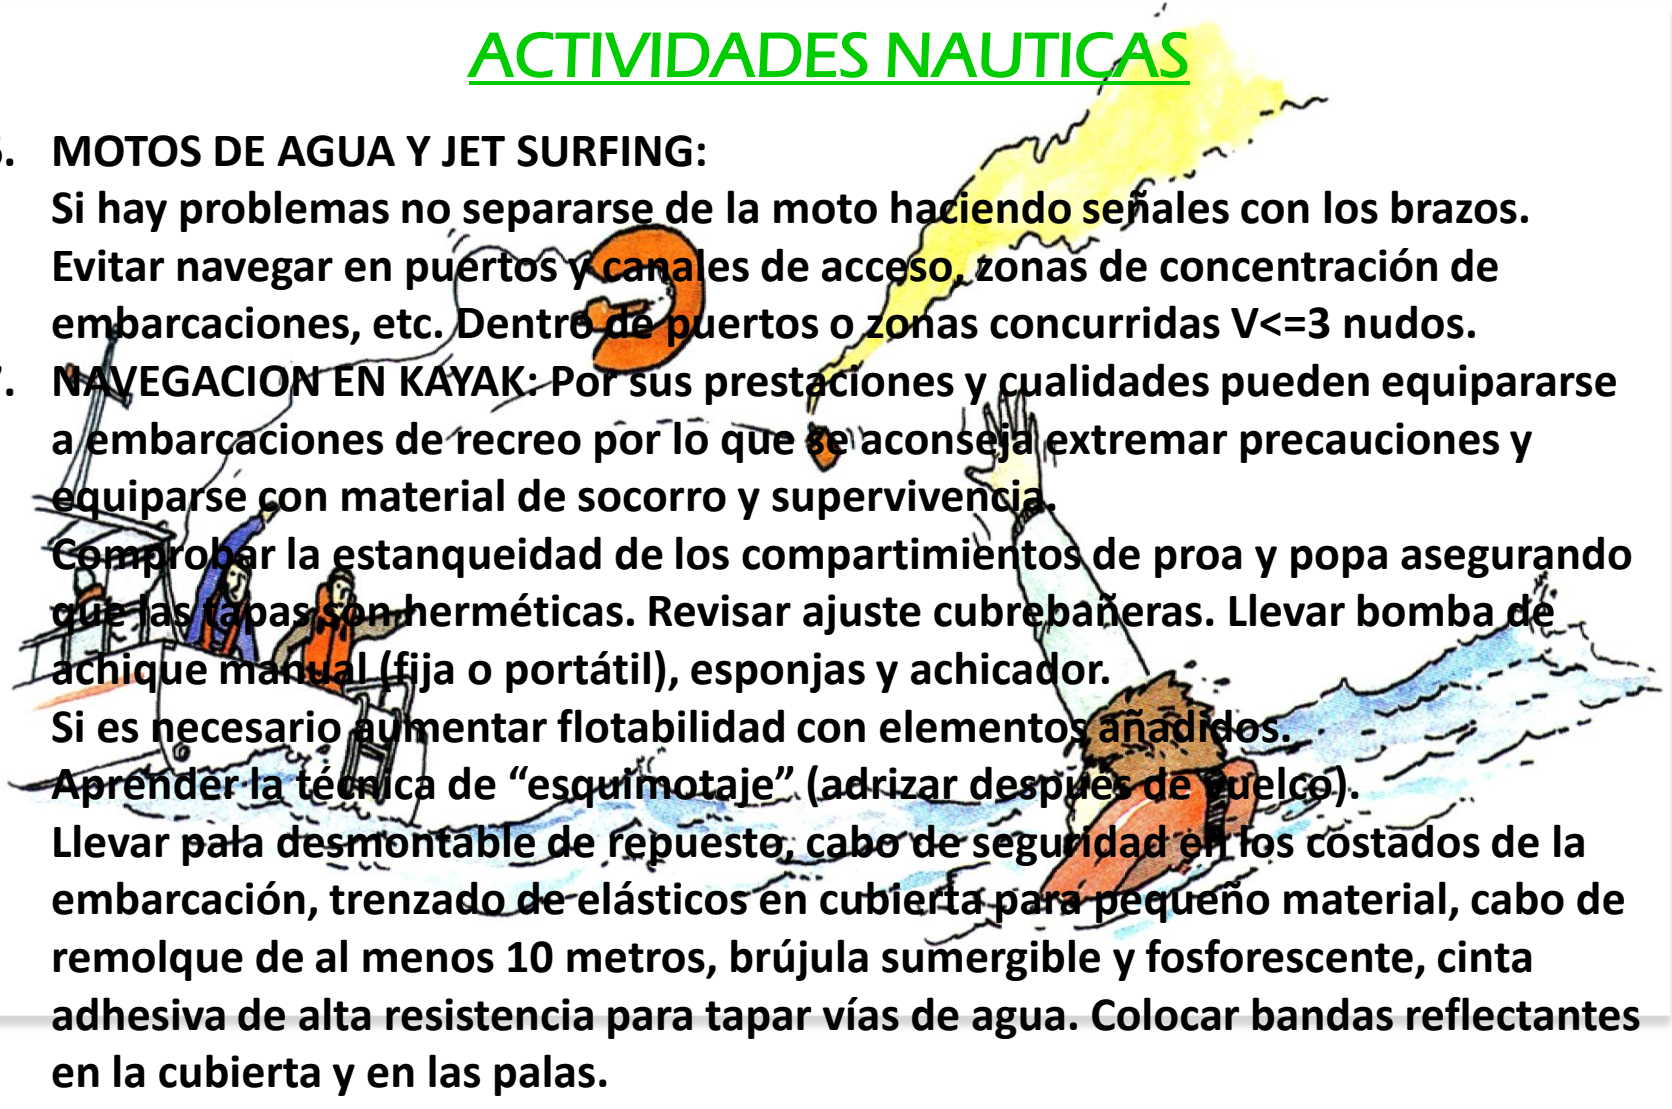 ACTIVIDADES NAUTICAS
. MOTOS DE AGUA Y JET SURFING:
Si hay problemas no separarse de la moto haciendo señales con los brazos.
Evitar navegar en puertos y canales de acceso, zonas de concentración de
embarcaciones, etc. Dentro de puertos o zonas concurridas V<=3 nudos.
. NAVEGACION EN KAYAK: Por sus prestaciones y cualidades pueden equipararse
a embarcaciones de recreo por lo que se aconseja extremar precauciones y
equiparse con material de socorro y supervivencia.
Comprobar la estanqueidad de los compartimientos de proa y popa asegurando
que las tapas son herméticas. Revisar ajuste cubrebañeras. Llevar bomba de
achique manual (fija o portátil), esponjas y achicador.
Si es necesario aumentar flotabilidad con elementos añadidos.
Aprender la técnica de “esquimotaje” (adrizar después de vuelco).
Llevar pala desmontable de repuesto, cabo de seguridad en los costados de la
embarcación, trenzado de elásticos en cubierta para pequeño material, cabo de
remolque de al menos 10 metros, brújula sumergible y fosforescente, cinta
adhesiva de alta resistencia para tapar vías de agua. Colocar bandas reflectantes
en la cubierta y en las palas.